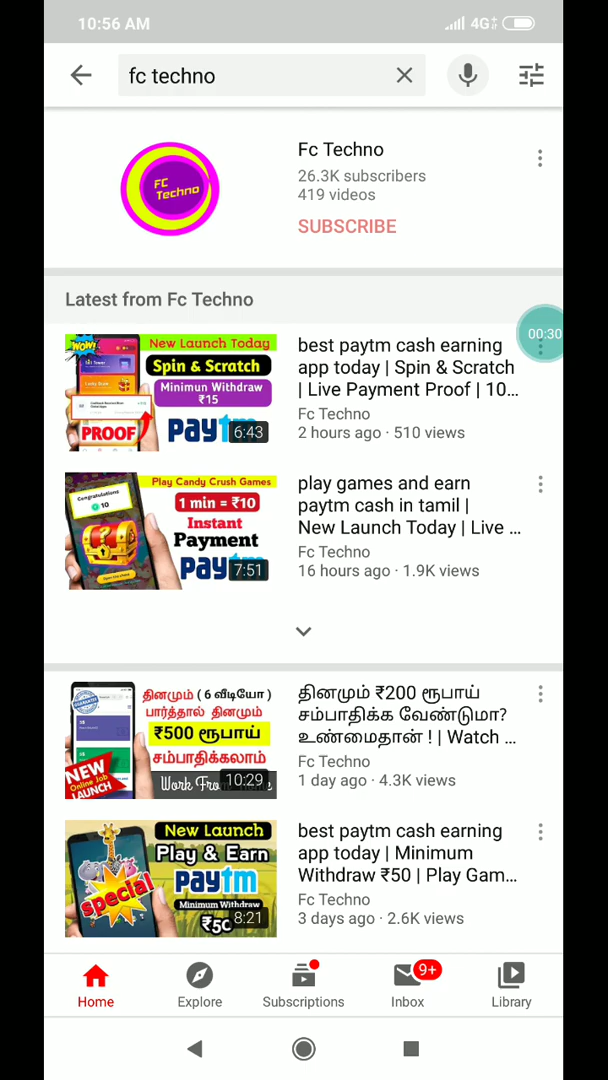 10:56 AM
4G
fc techno
FC
Techno
Fc Techno
26.3K subscribers
419 videos
SUBSCRIBE
Latest from Fc Techno
00:30
WOW!
New Launch Today
Spin & Scratch
Minimun Withdraw
₹15
PROOF
Paytm
6:43
best paytm cash earning
app today | Spin & Scratch
| Live Payment Proof | 10...
Fc Techno
2 hours ago · 510 views
Play Candy Crush Games
Congratulations
10
1 min = ₹10
Instant
Payment
7:51
play games and earn
paytm cash in tamil |
New Launch Today | Live ...
Fc Techno
16 hours ago · 1.9K views
தினமும் ( 6 வீடியோ )
பார்த்தால் தினமும்
₹500 ரூபாய்
சம்பாதிக்கலாம்
NEW
Online Job
LAUNCH
10:29
தினமும் ₹200 ரூபாய்
சம்பாதிக்க வேண்டுமா?
உண்மைதான் ! | Watch ...
Fc Techno
1 day ago · 4.3K views
New Launch
Play & Earn
paytm
special
Minimum Withdraw
₹50
8:21
best paytm cash earning
app today | Minimum
Withdraw ₹50 | Play Gam...
Fc Techno
3 days ago · 2.6K views
9+
Home
Explore
Subscriptions
Inbox
Library